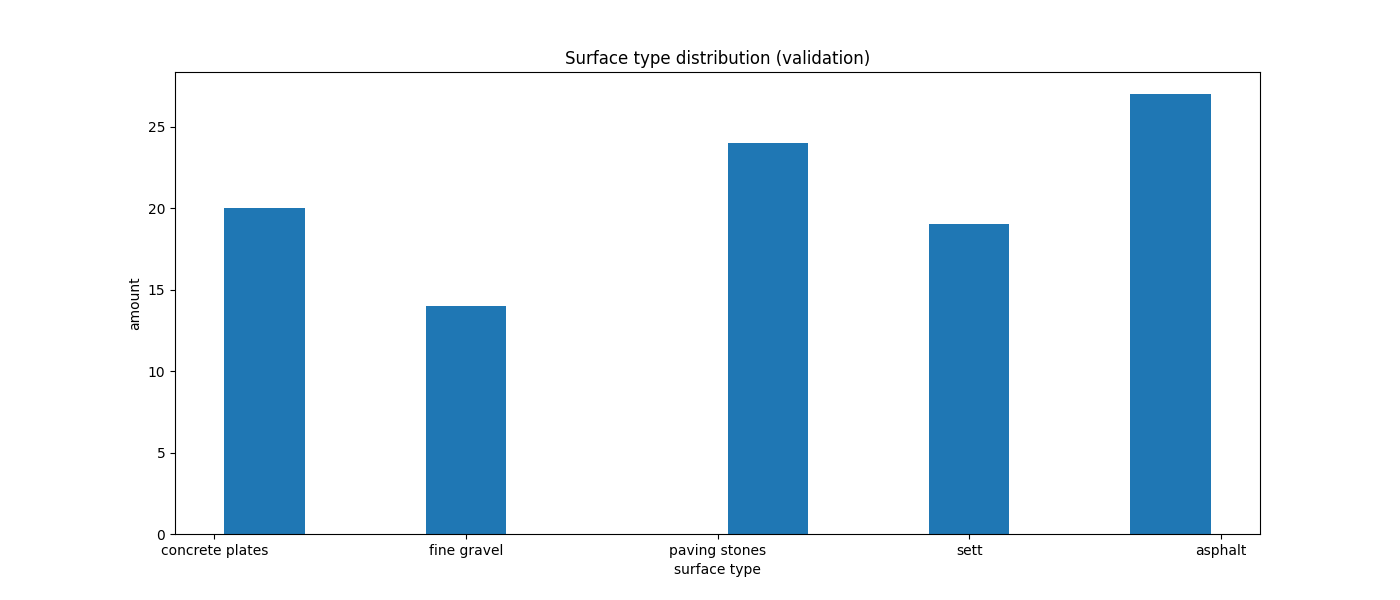 Surface type distribution (validation)
amount
25
20
15
10
5
0
concrete plates
fine gravel
paving stones
sett
asphalt
surface type